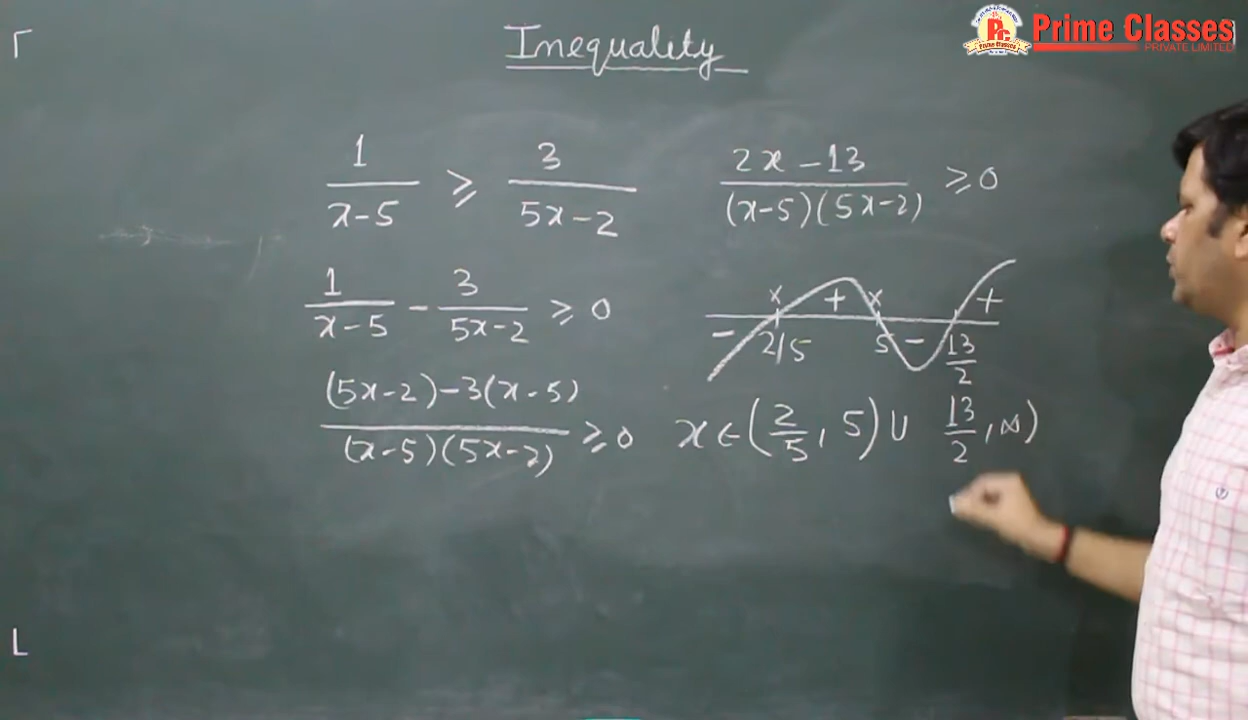 Prime Classes
PRIVATE LIMITED
Inequality
1/(x-5) ≥ 3/(5x-2)
1/(x-5) - 3/(5x-2) ≥ 0
((5x-2)-3(x-5))/((x-5)(5x-2)) ≥ 0
(2x-13)/((x-5)(5x-2)) ≥ 0
x + x +
- 2/5 5 - 13/2
x ∈ (2/5, 5) ∪ 13/2, ∞)